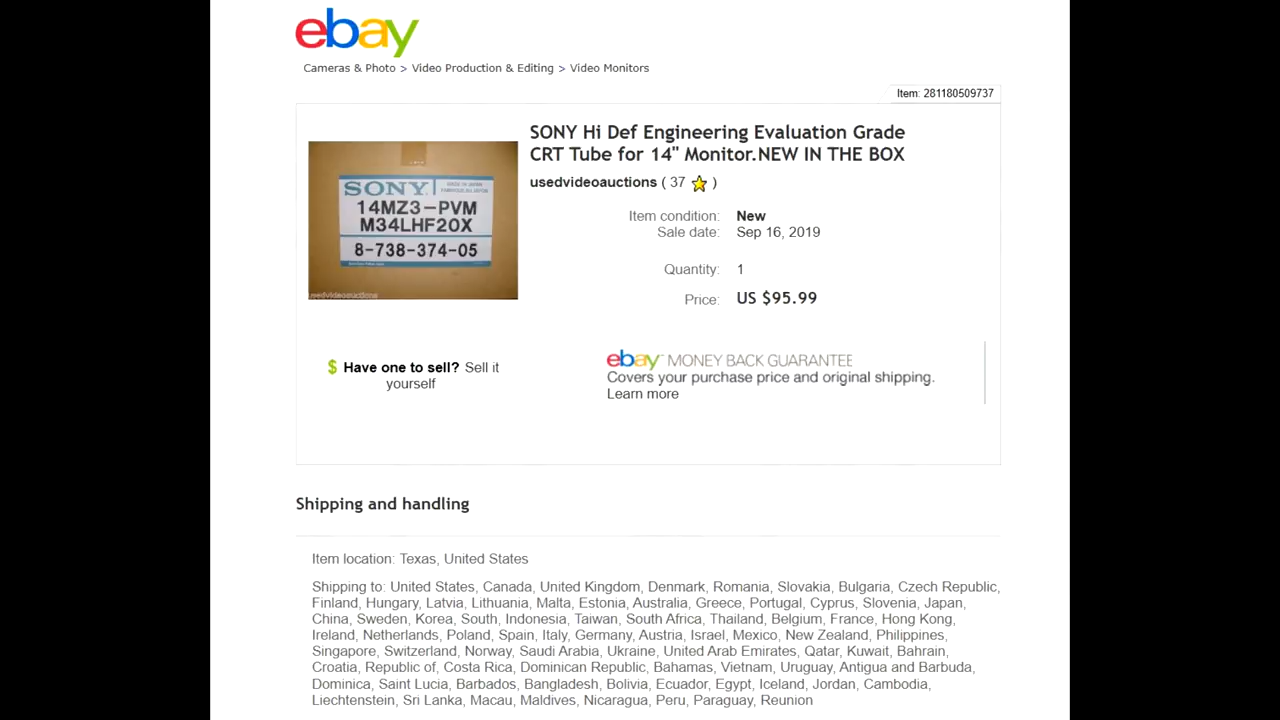 ebay
Cameras & Photo > Video Production & Editing > Video Monitors
Item: 281180509737
SONY Hi Def Engineering Evaluation Grade
CRT Tube for 14" Monitor.NEW IN THE BOX
usedvideoauctions ( 37 )
SONY
14MZ3-PVM
M34LHF20X
8-738-374-05
usedvideoauctions
Item condition: New
Sale date: Sep 16, 2019
Quantity: 1
Price: US $95.99
$ Have one to sell? Sell it
yourself
ebay MONEY BACK GUARANTEE
Covers your purchase price and original shipping.
Learn more
Shipping and handling
Item location: Texas, United States
Shipping to: United States, Canada, United Kingdom, Denmark, Romania, Slovakia, Bulgaria, Czech Republic,
Finland, Hungary, Latvia, Lithuania, Malta, Estonia, Australia, Greece, Portugal, Cyprus, Slovenia, Japan,
China, Sweden, Korea, South, Indonesia, Taiwan, South Africa, Thailand, Belgium, France, Hong Kong,
Ireland, Netherlands, Poland, Spain, Italy, Germany, Austria, Israel, Mexico, New Zealand, Philippines,
Singapore, Switzerland, Norway, Saudi Arabia, Ukraine, United Arab Emirates, Qatar, Kuwait, Bahrain,
Croatia, Republic of, Costa Rica, Dominican Republic, Bahamas, Vietnam, Uruguay, Antigua and Barbuda,
Dominica, Saint Lucia, Barbados, Bangladesh, Bolivia, Ecuador, Egypt, Iceland, Jordan, Cambodia,
Liechtenstein, Sri Lanka, Macau, Maldives, Nicaragua, Peru, Paraguay, Reunion